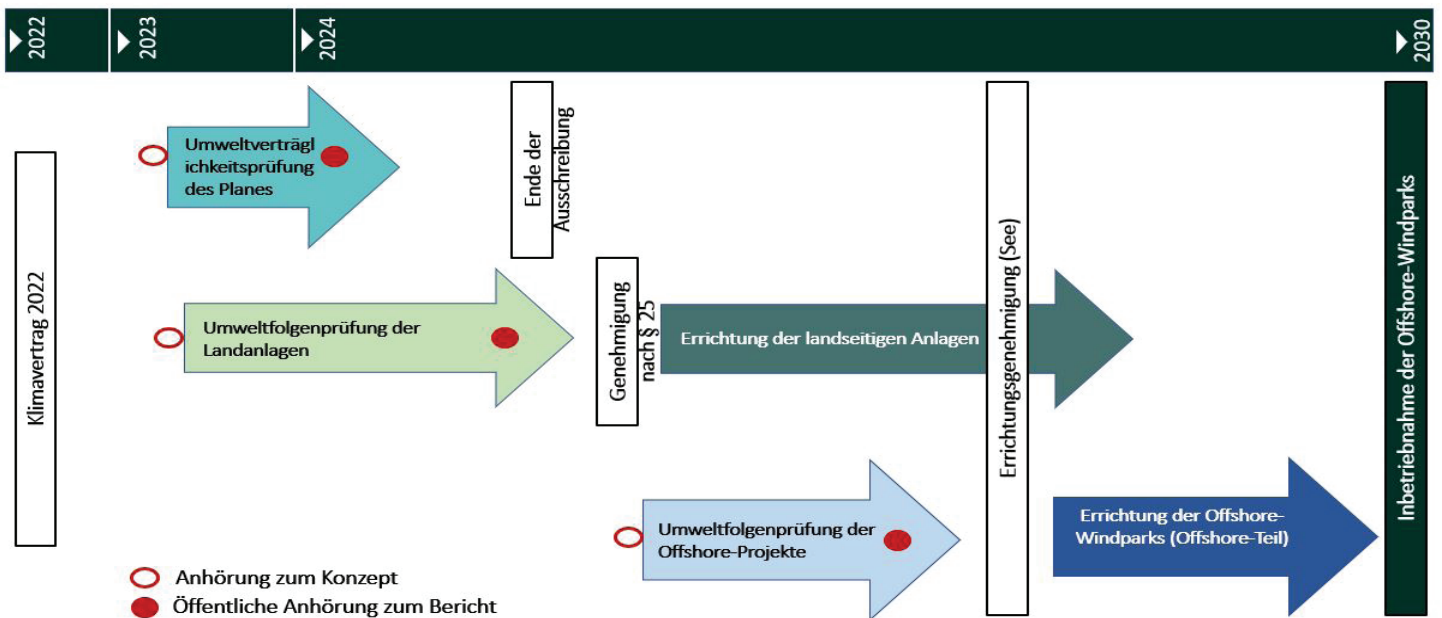 2022
2023
2024
2030
Klimavertrag 2022
Umweltverträgl
ichkeitsprüfung
des Planes
Ende der
Ausschreibung
Umweltfolgenprüfung der
Landanlagen
Genehmigung
nach § 25
Errichtung der landseitigen Anlagen
Errichtungsgenehmigung (See)
Umweltfolgenprüfung der
Offshore-Projekte
Errichtung der Offshore-
Windparks (Offshore-Teil)
Inbetriebnahme der Offshore-Windparks
Anhörung zum Konzept
Öffentliche Anhörung zum Bericht